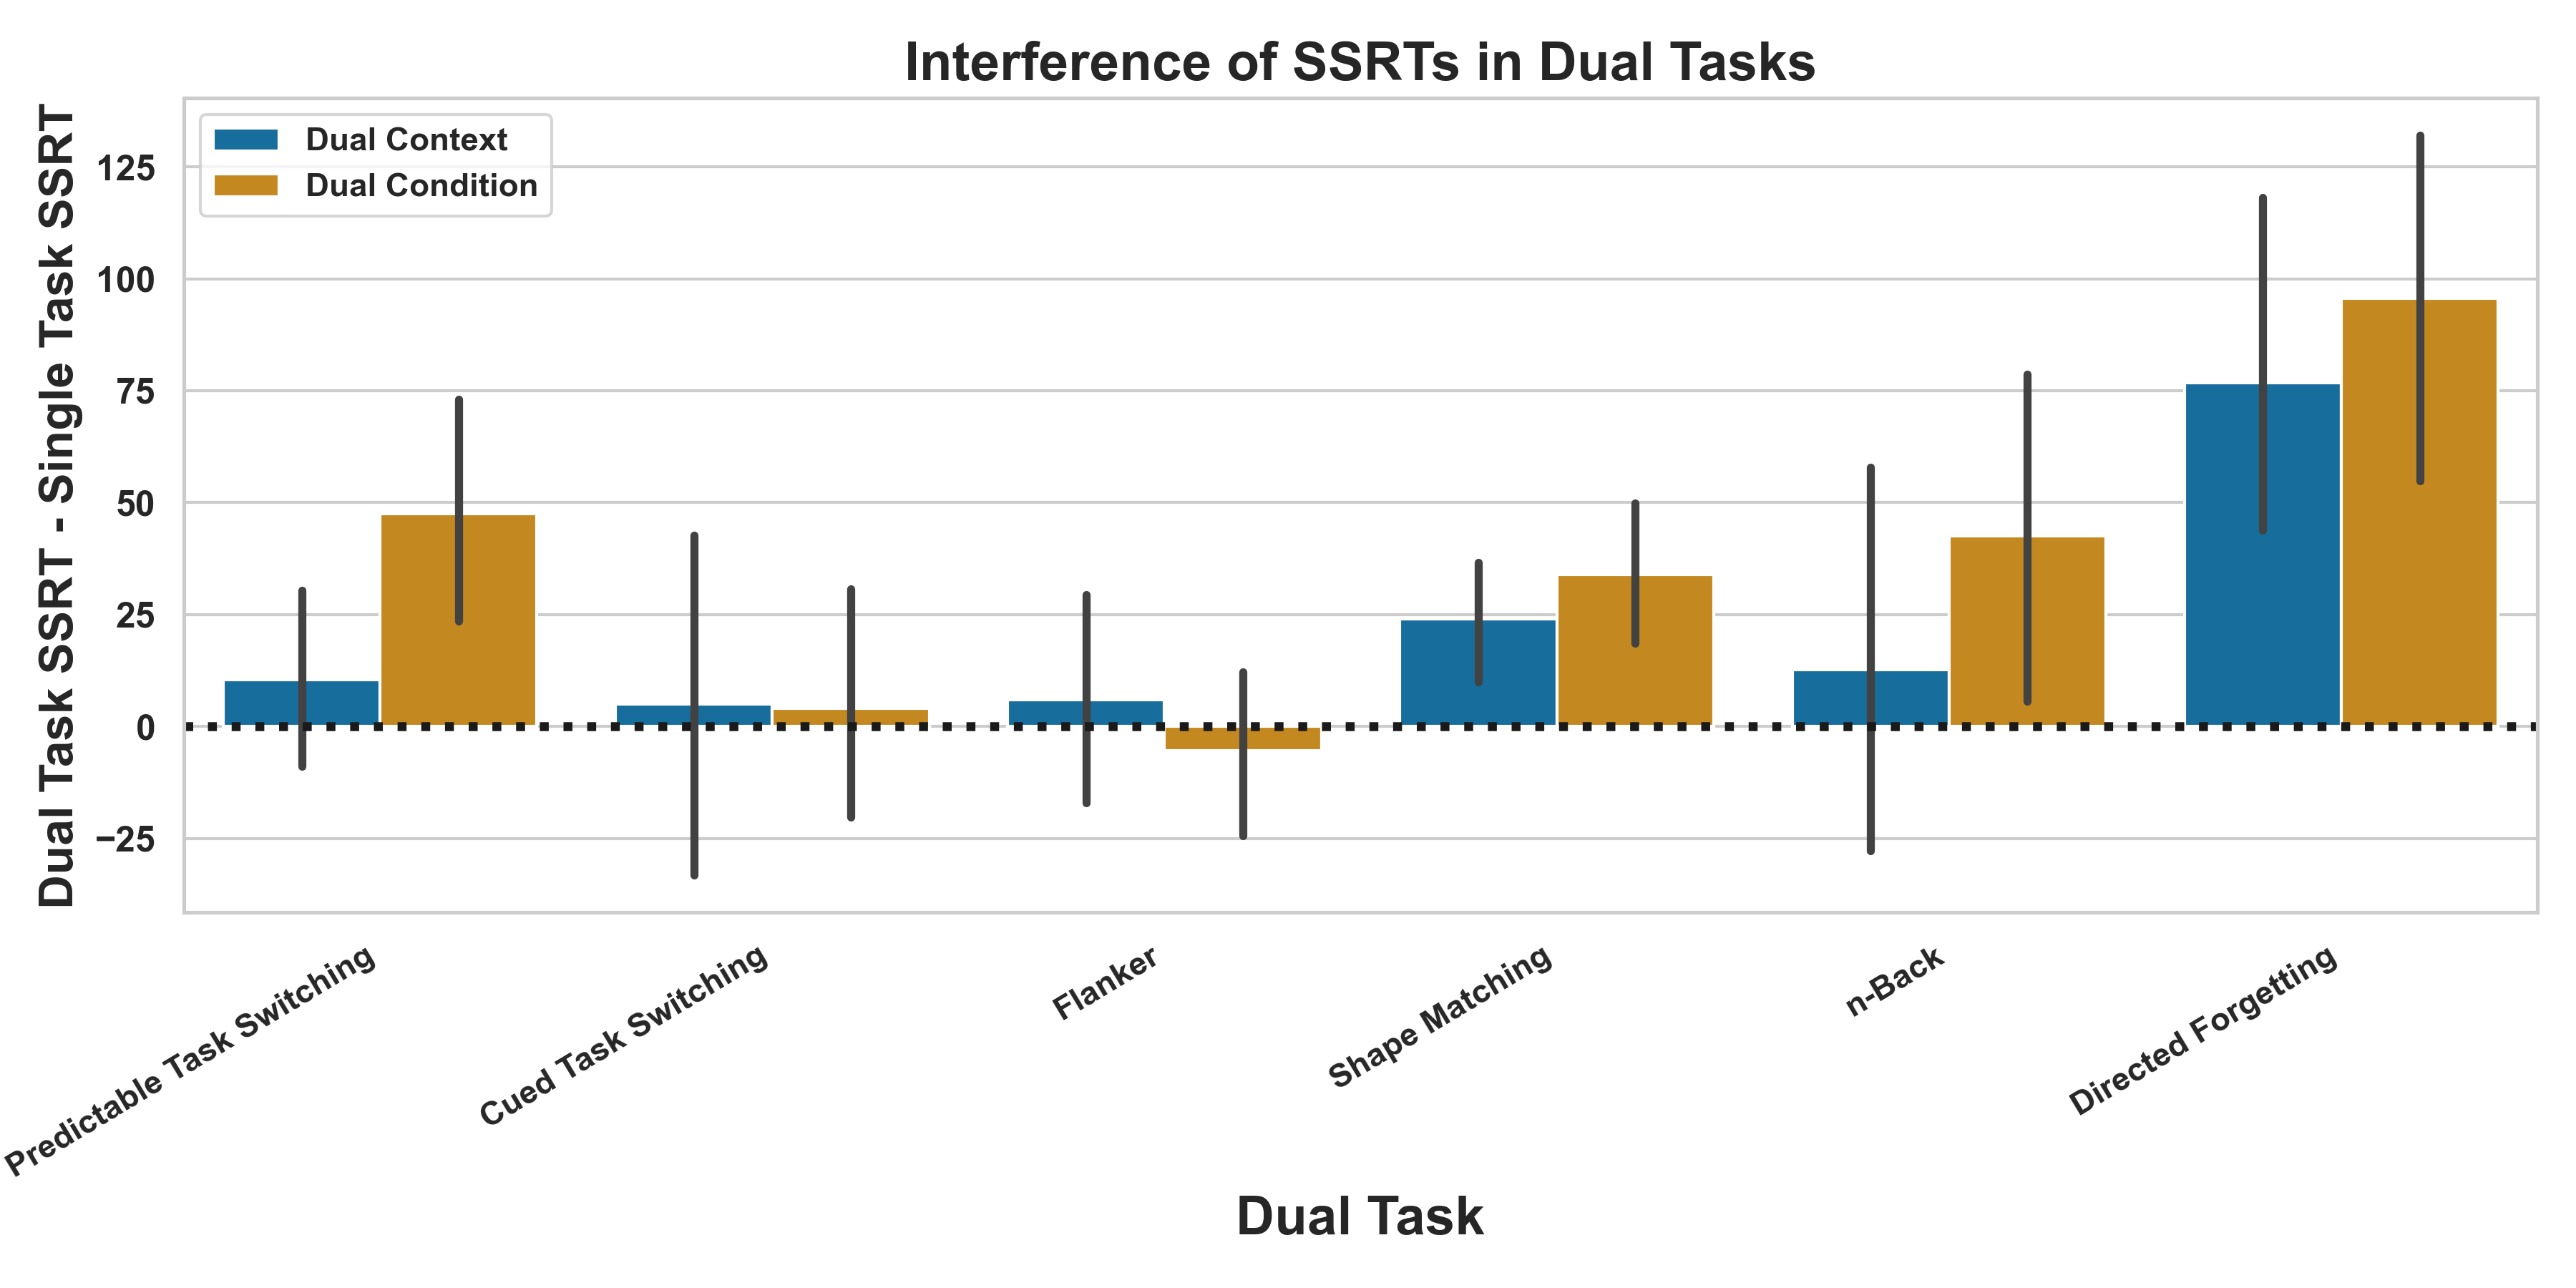 Interference of SSRTs in Dual Tasks
Dual Task SSRT - Single Task SSRT
Dual Context
Dual Condition
125
100
75
50
25
0
−25
Predictable Task Switching
Cued Task Switching
Flanker
Shape Matching
n-Back
Directed Forgetting
Dual Task